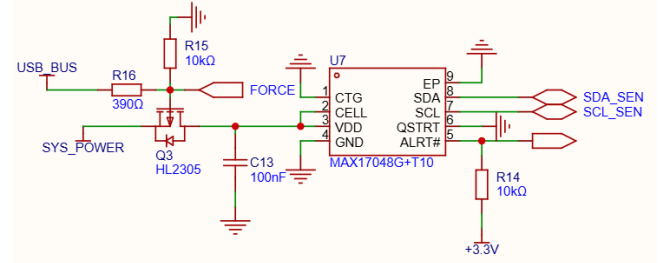 R15
10kΩ
U7
USB_BUS
R16
390Ω
FORCE
1 CTG
2 CELL
3 VDD
4 GND
EP 9
SDA 8
SCL 7
QSTRT 6
ALRT# 5
SDA_SEN
SCL_SEN
SYS_POWER
Q3
HL2305
C13
100nF
MAX17048G+T10
R14
10kΩ
+3.3V